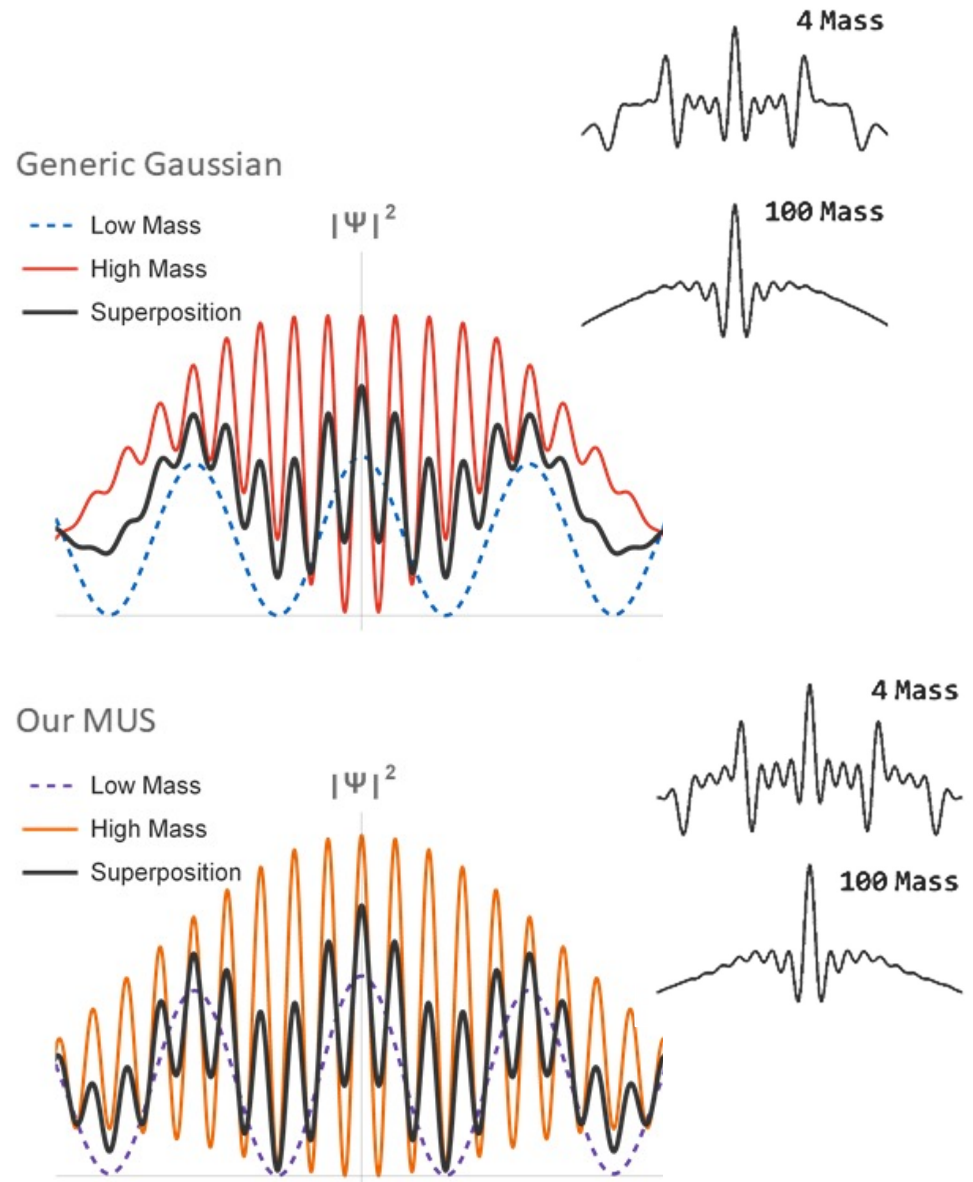 4 Mass
Generic Gaussian
100 Mass
|Ψ|²
Low Mass
High Mass
Superposition
4 Mass
Our MUS
|Ψ|²
Low Mass
High Mass
Superposition
100 Mass